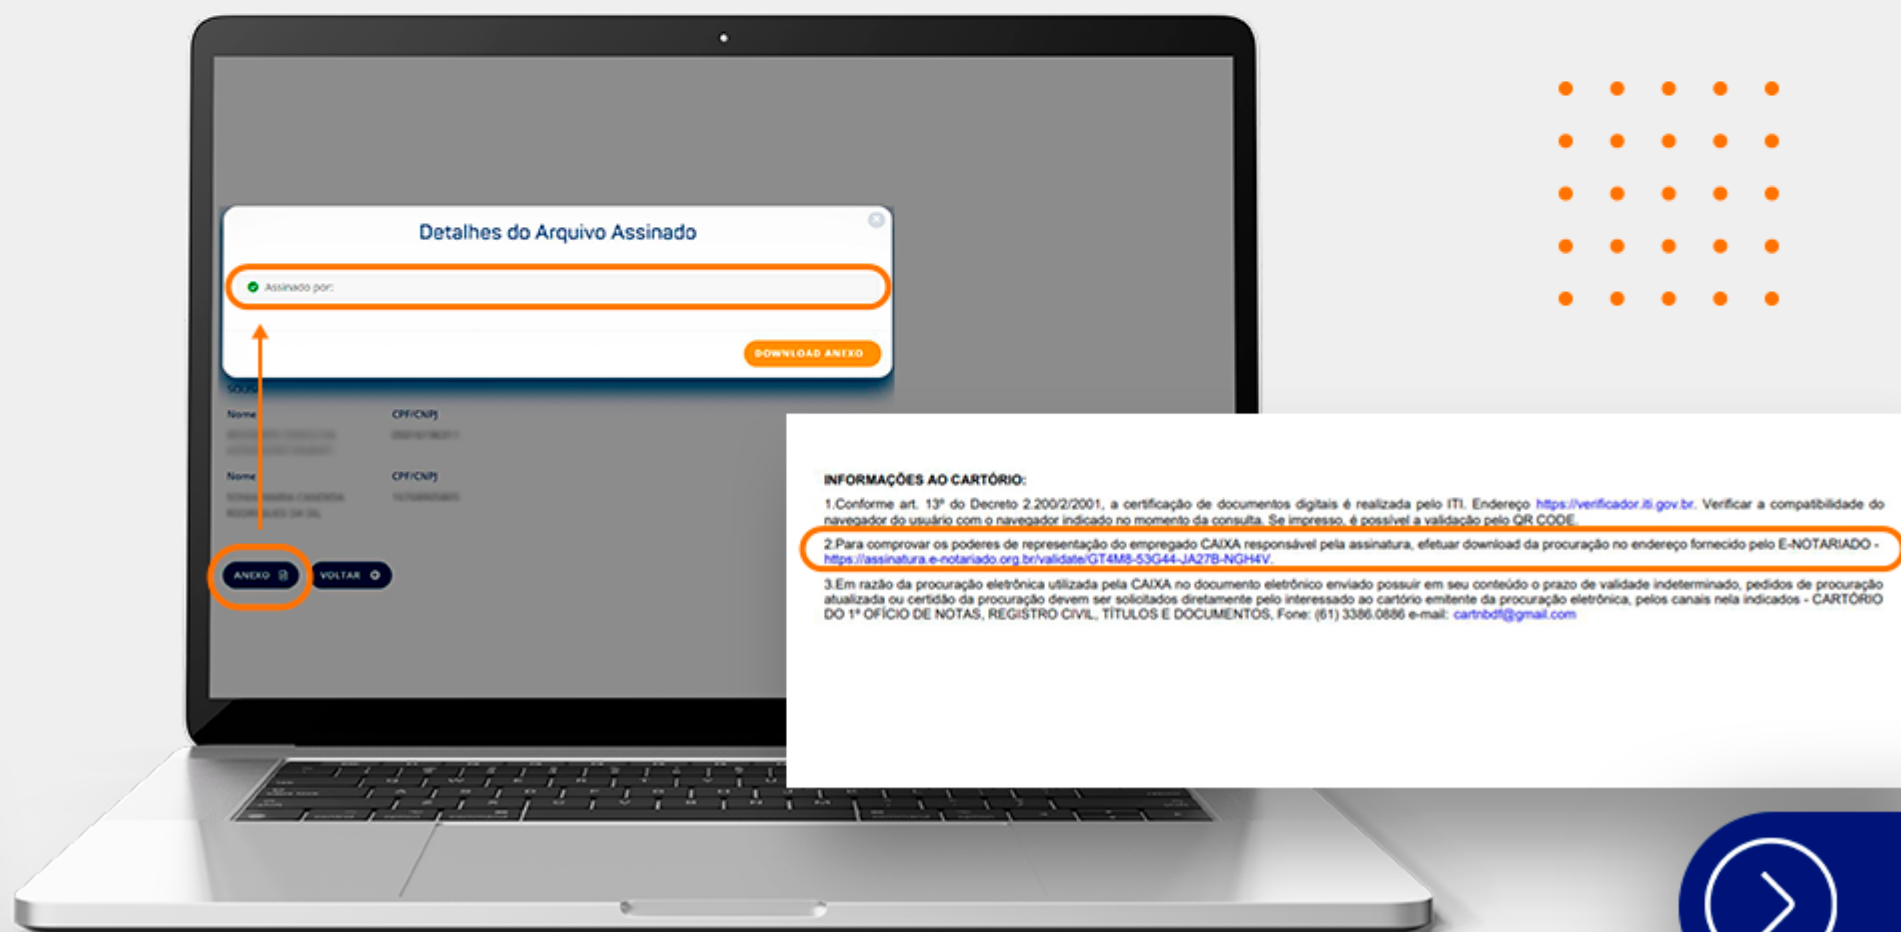 Detalhes do Arquivo Assinado
Assinado por:
DOWNLOAD ANEXO
Nome CPF/CNPJ
Nome CPF/CNPJ
ANEXO VOLTAR
INFORMAÇÕES AO CARTÓRIO:
1.Conforme art. 13º do Decreto 2.200/2/2001, a certificação de documentos digitais é realizada pelo ITI. Endereço https://verificador.iti.gov.br. Verificar a compatibilidade do
navegador do usuário com o navegador indicado no momento da consulta. Se impresso, é possível a validação pelo QR CODE.
2.Para comprovar os poderes de representação do empregado CAIXA responsável pela assinatura, efetuar download da procuração no endereço fornecido pelo E-NOTARIADO -
https://assinatura.e-notariado.org.br/validate/GT4M8-53G44-JA27B-NGH4V.
3.Em razão da procuração eletrônica utilizada pela CAIXA no documento eletrônico enviado possuir em seu conteúdo o prazo de validade indeterminado, pedidos de procuração
atualizada ou certidão da procuração devem ser solicitados diretamente pelo interessado ao cartório emitente da procuração eletrônica, pelos canais nela indicados - CARTÓRIO
DO 1º OFÍCIO DE NOTAS, REGISTRO CIVIL, TÍTULOS E DOCUMENTOS, Fone: (61) 3386.0886 e-mail: cartnbdf@gmail.com